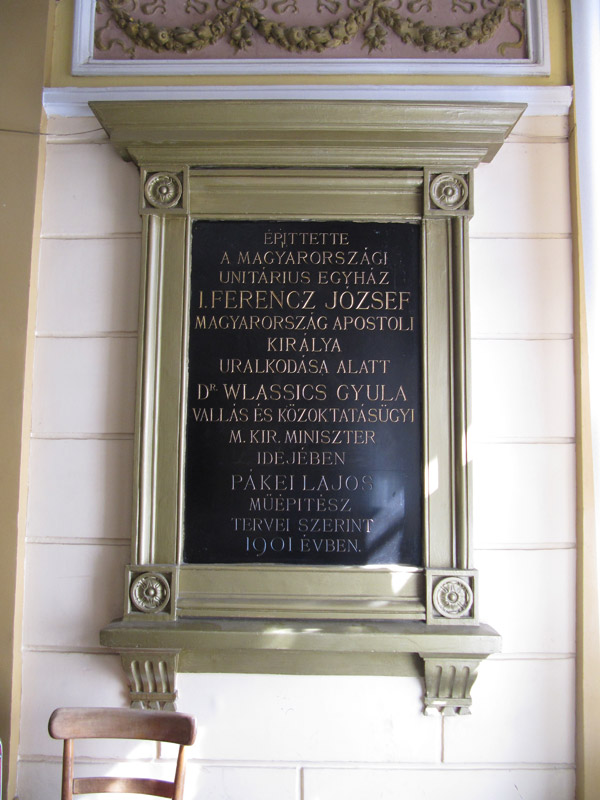 ÉPITTETTE
A MAGYARORSZÁGI
UNITÁRIUS EGYHÁZ
I. FERENCZ JÓZSEF
MAGYARORSZÁG APOSTOLI
KIRÁLYA
URALKODÁSA ALATT
DR. WLASSICS GYULA
VALLÁS ÉS KÖZOKTATÁSÜGYI
M. KIR. MINISZTER
IDEJÉBEN
PÁKEI LAJOS
MŰÉPITÉSZ
TERVEI SZERINT
1901 ÉVBEN.